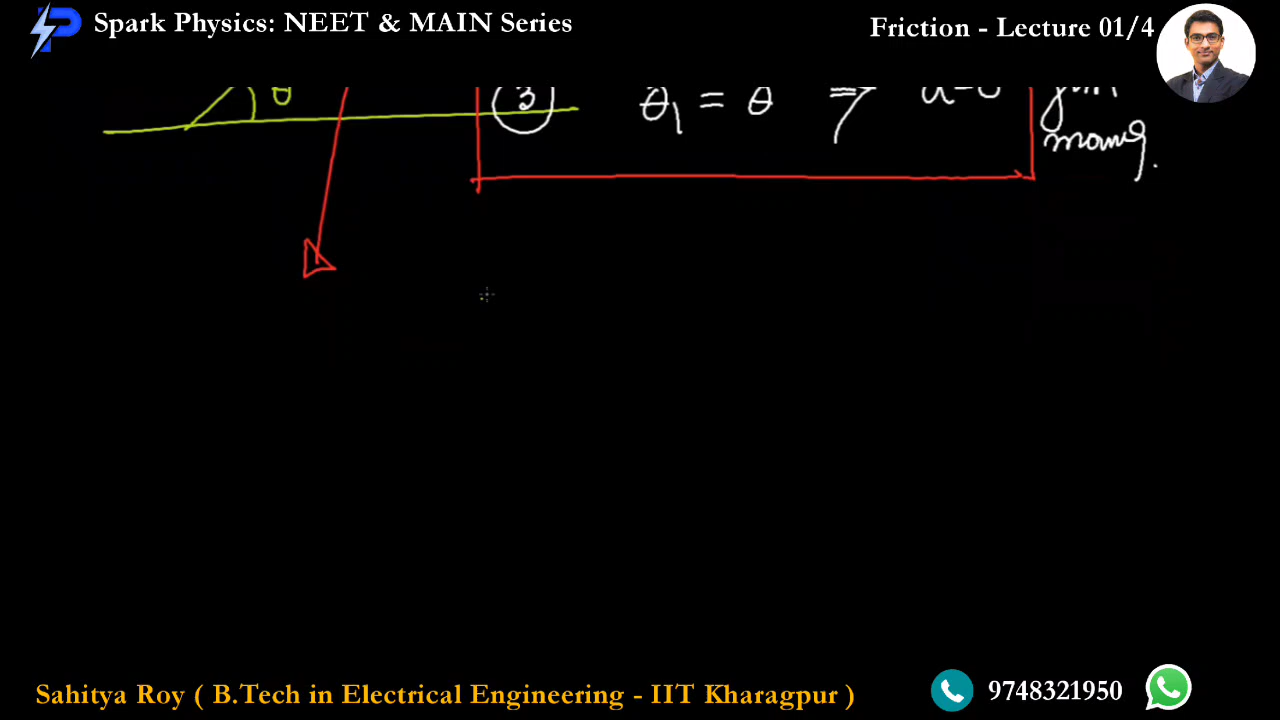 Spark Physics: NEET & MAIN Series
Friction - Lecture 01/4
θ
3 θ₁ = θ ⇒
moving.
Sahitya Roy ( B.Tech in Electrical Engineering - IIT Kharagpur )
9748321950